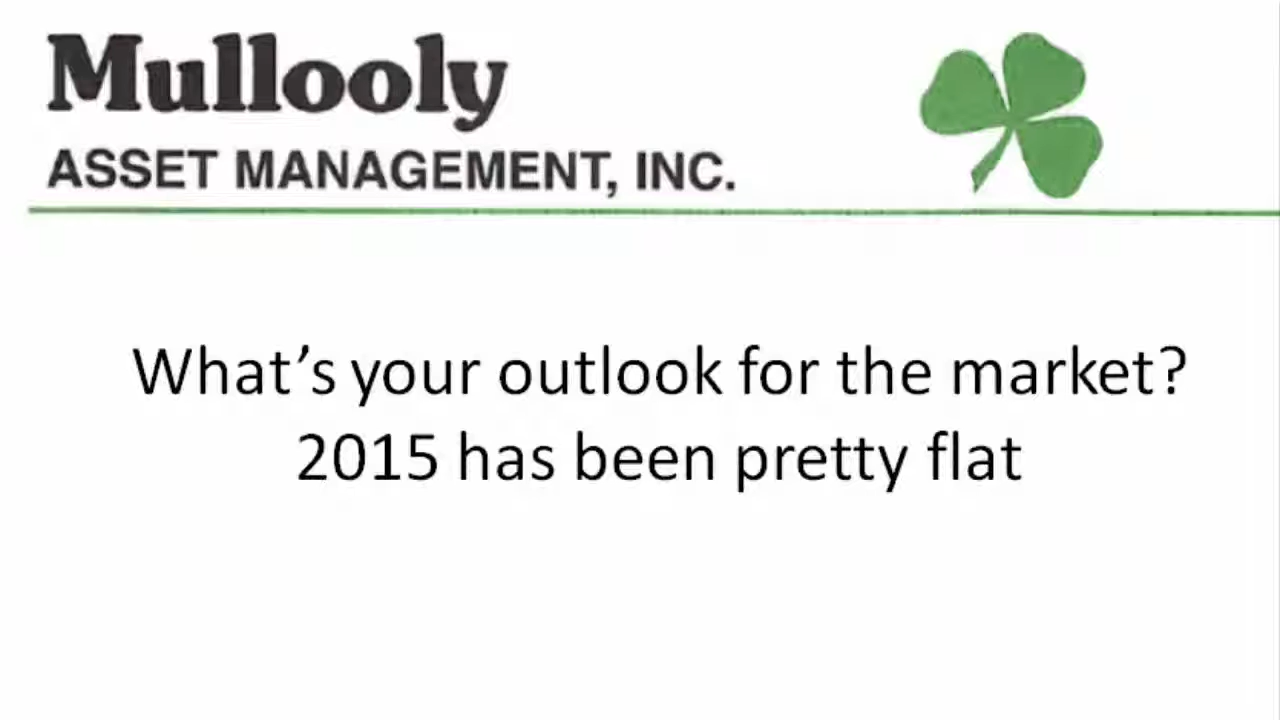 Mullooly
ASSET MANAGEMENT, INC.
What’s your outlook for the market?
2015 has been pretty flat